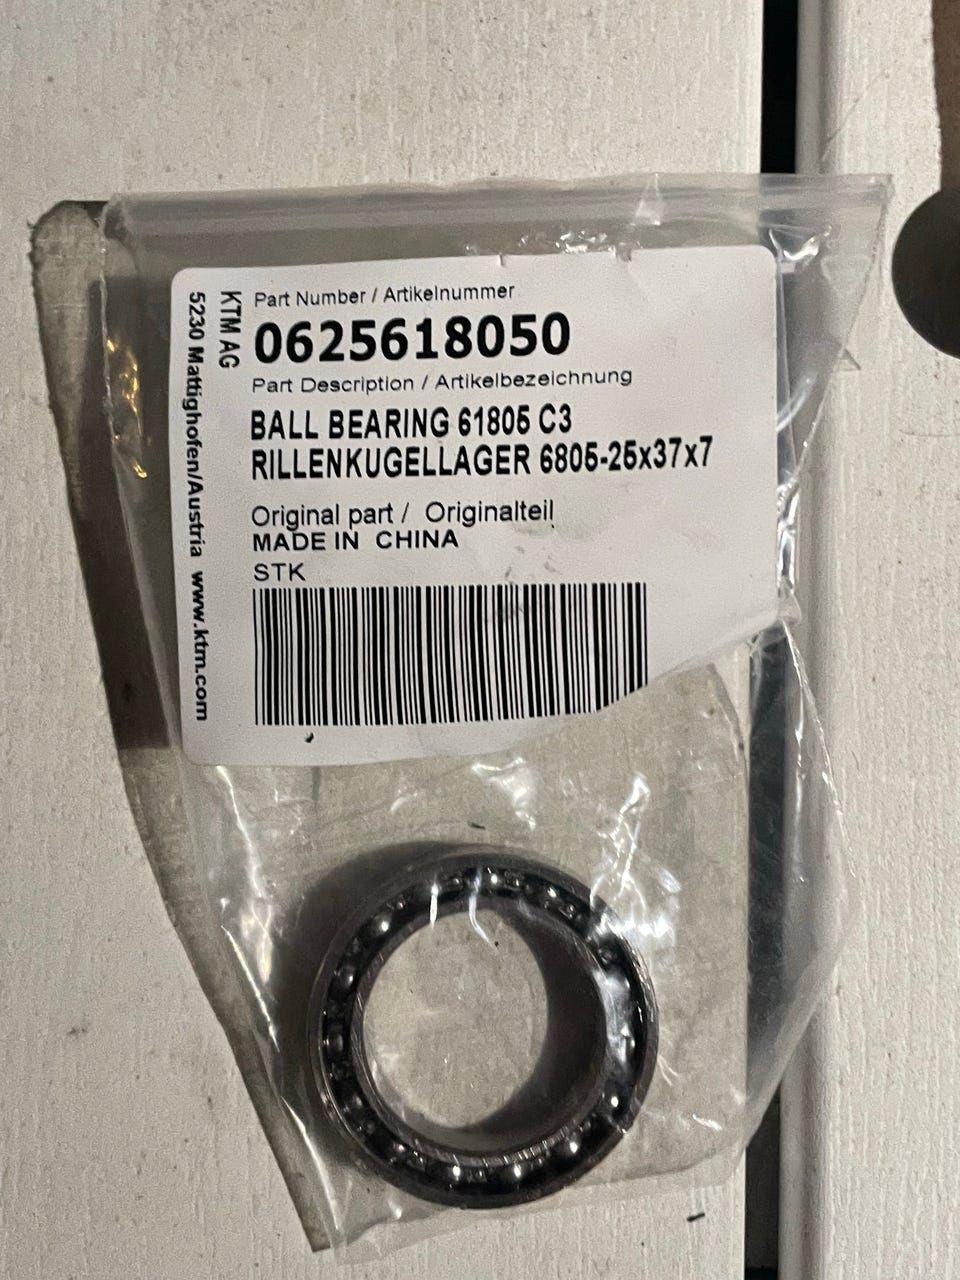 Part Number / Artikelnummer
0625618050
Part Description / Artikelbezeichnung
BALL BEARING 61805 C3
RILLENKUGELLAGER 6805-25x37x7
Original part / Originalteil
MADE IN CHINA
STK
KTM AG
5230 Mattighofen/Austria www.ktm.com